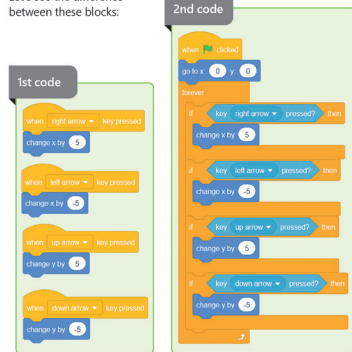 between these blocks:
1st code
when right arrow key pressed
change x by 5
when left arrow key pressed
change x by -5
when up arrow key pressed
change y by 5
when down arrow key pressed
change y by -5
2nd code
when clicked
go to x: 0 y: 0
forever
if key right arrow pressed? then
change x by 5
if key left arrow pressed? then
change x by -5
if key up arrow pressed? then
change y by 5
if key down arrow pressed? then
change y by -5